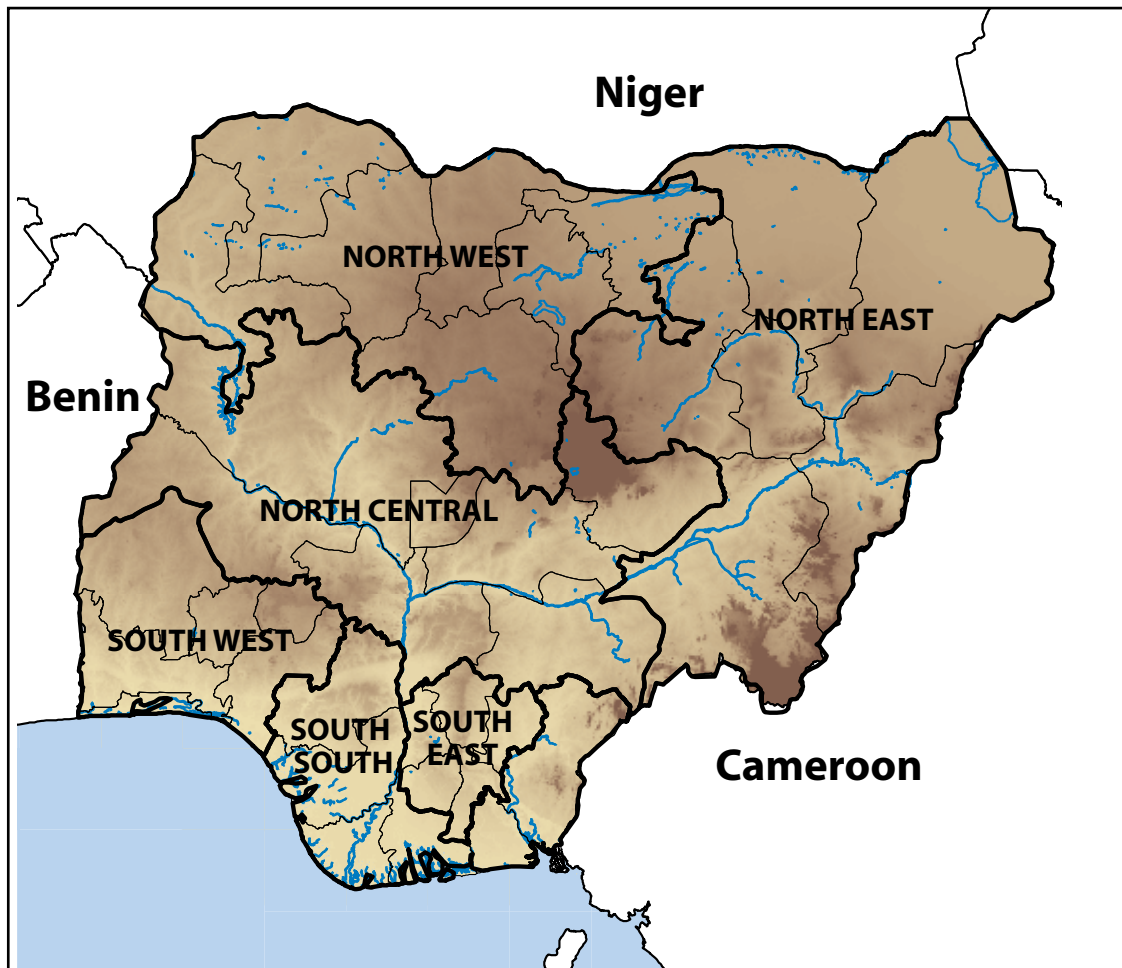 Niger
NORTH WEST
NORTH EAST
Benin
NORTH CENTRAL
SOUTH WEST
SOUTH
SOUTH
SOUTH
EAST
Cameroon